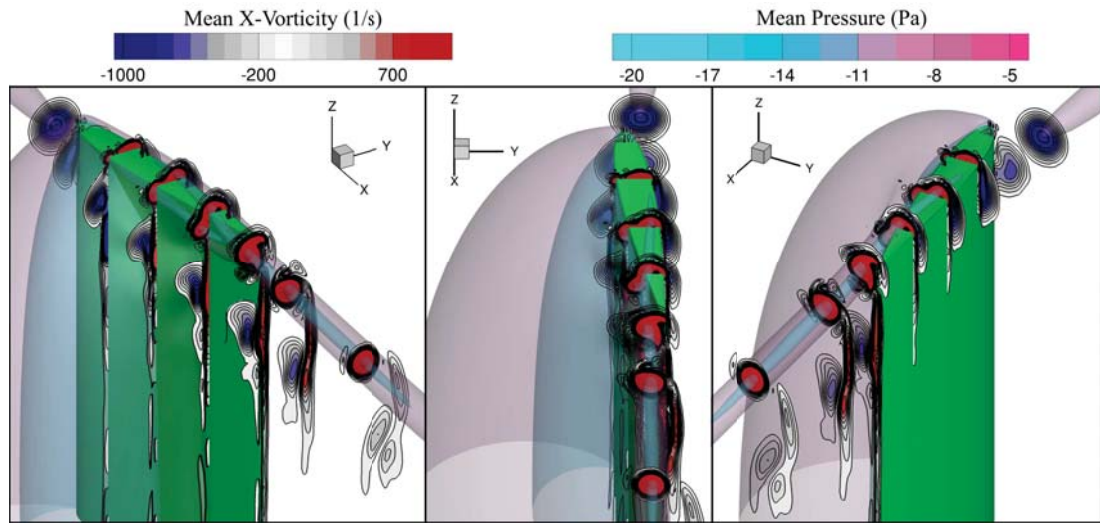 Mean X-Vorticity (1/s)
Mean Pressure (Pa)
-1000 -200 700
-20 -17 -14 -11 -8 -5
Z
Y
X
Z
Y
X
Z
Y
X